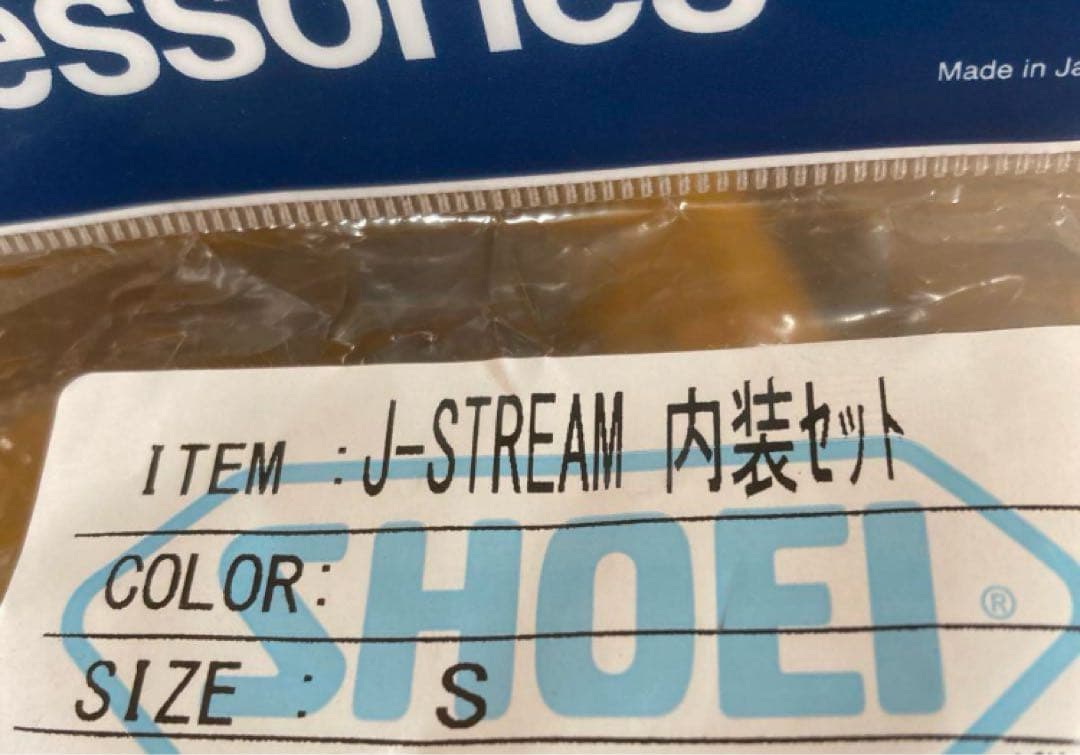 essories
Made in Ja
ITEM : J-STREAM 内装セット
COLOR:
SHOEI ®
SIZE : S